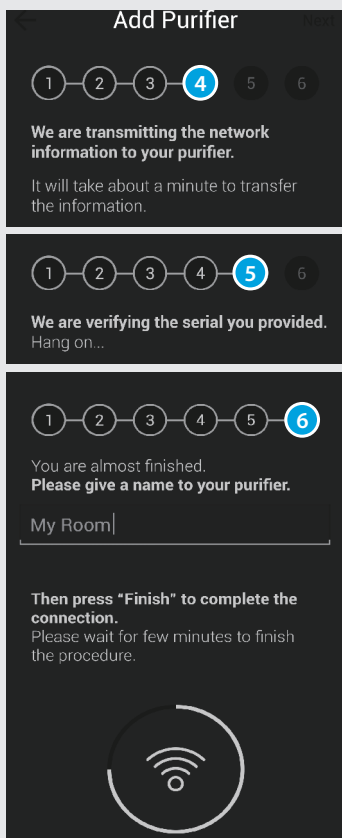 Add Purifier
Next
1 2 3 4 5 6
We are transmitting the network
information to your purifier.
It will take about a minute to transfer
the information.
1 2 3 4 5 6
We are verifying the serial you provided.
Hang on...
1 2 3 4 5 6
You are almost finished.
Please give a name to your purifier.
My Room
Then press “Finish” to complete the
connection.
Please wait for few minutes to finish
the procedure.